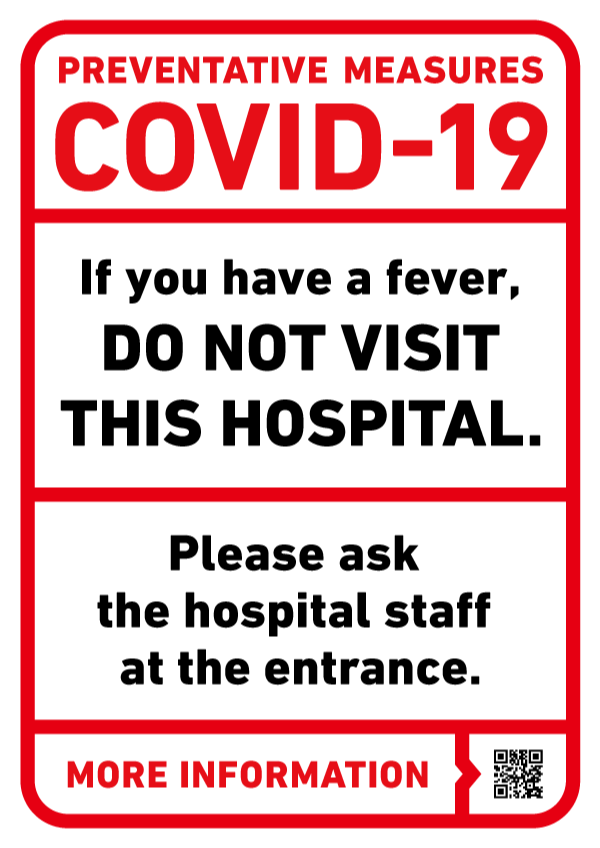 PREVENTATIVE MEASURES
COVID-19
If you have a fever,
DO NOT VISIT
THIS HOSPITAL.
Please ask
the hospital staff
at the entrance.
MORE INFORMATION